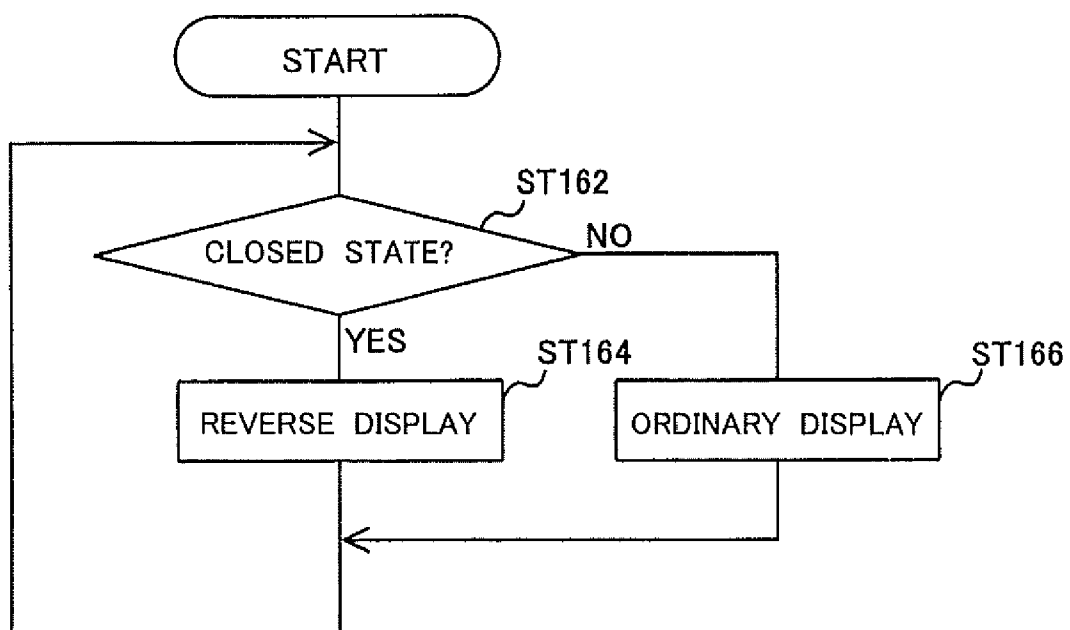 START
ST162
CLOSED STATE?
NO
YES
ST164
ST166
REVERSE DISPLAY
ORDINARY DISPLAY